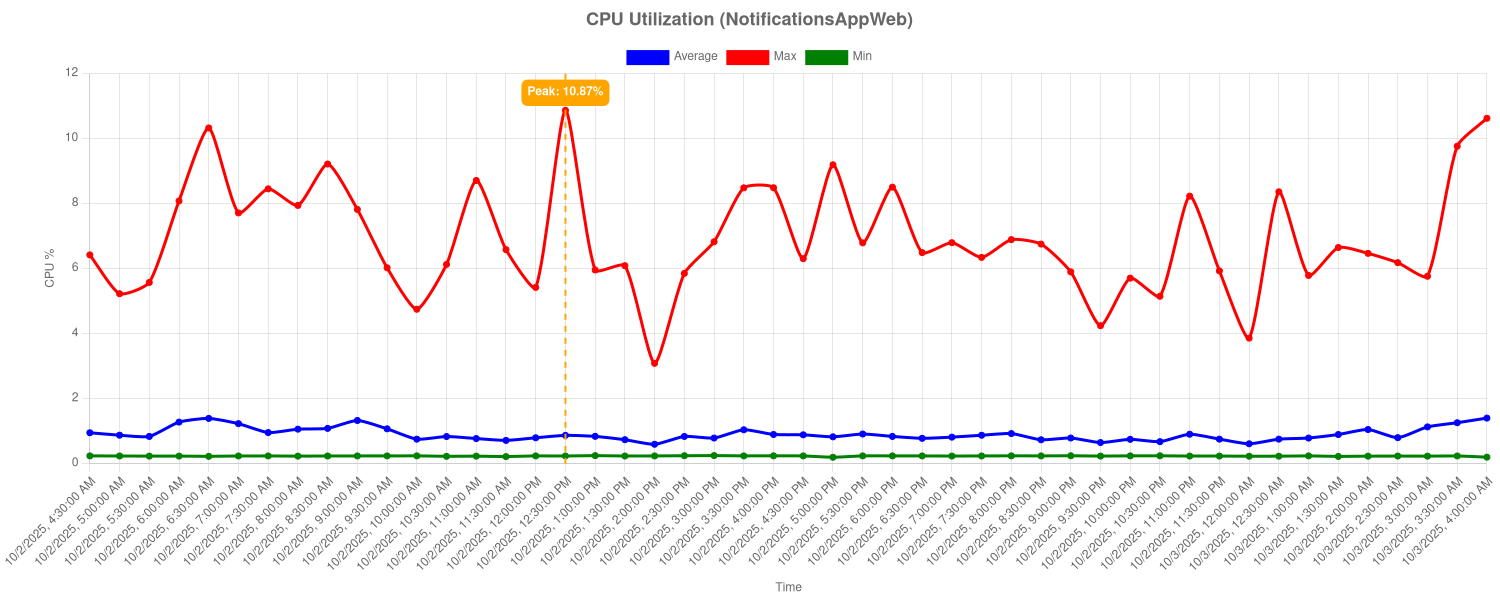 CPU Utilization (NotificationsAppWeb)
Average Max Min
Peak: 10.87%
12
10
8
6
4
2
0
CPU %
10/2/2025, 4:30:00 AM
10/2/2025, 5:00:00 AM
10/2/2025, 5:30:00 AM
10/2/2025, 6:00:00 AM
10/2/2025, 6:30:00 AM
10/2/2025, 7:00:00 AM
10/2/2025, 7:30:00 AM
10/2/2025, 8:00:00 AM
10/2/2025, 8:30:00 AM
10/2/2025, 9:00:00 AM
10/2/2025, 9:30:00 AM
10/2/2025, 10:00:00 AM
10/2/2025, 10:30:00 AM
10/2/2025, 11:00:00 AM
10/2/2025, 11:30:00 AM
10/2/2025, 12:00:00 PM
10/2/2025, 12:30:00 PM
10/2/2025, 1:00:00 PM
10/2/2025, 1:30:00 PM
10/2/2025, 2:00:00 PM
10/2/2025, 2:30:00 PM
10/2/2025, 3:00:00 PM
10/2/2025, 3:30:00 PM
10/2/2025, 4:00:00 PM
10/2/2025, 4:30:00 PM
10/2/2025, 5:00:00 PM
10/2/2025, 5:30:00 PM
10/2/2025, 6:00:00 PM
10/2/2025, 6:30:00 PM
10/2/2025, 7:00:00 PM
10/2/2025, 7:30:00 PM
10/2/2025, 8:00:00 PM
10/2/2025, 8:30:00 PM
10/2/2025, 9:00:00 PM
10/2/2025, 9:30:00 PM
10/2/2025, 10:00:00 PM
10/2/2025, 10:30:00 PM
10/2/2025, 11:00:00 PM
10/2/2025, 11:30:00 PM
10/3/2025, 12:00:00 AM
10/3/2025, 12:30:00 AM
10/3/2025, 1:00:00 AM
10/3/2025, 1:30:00 AM
10/3/2025, 2:00:00 AM
10/3/2025, 2:30:00 AM
10/3/2025, 3:00:00 AM
10/3/2025, 3:30:00 AM
10/3/2025, 4:00:00 AM
Time